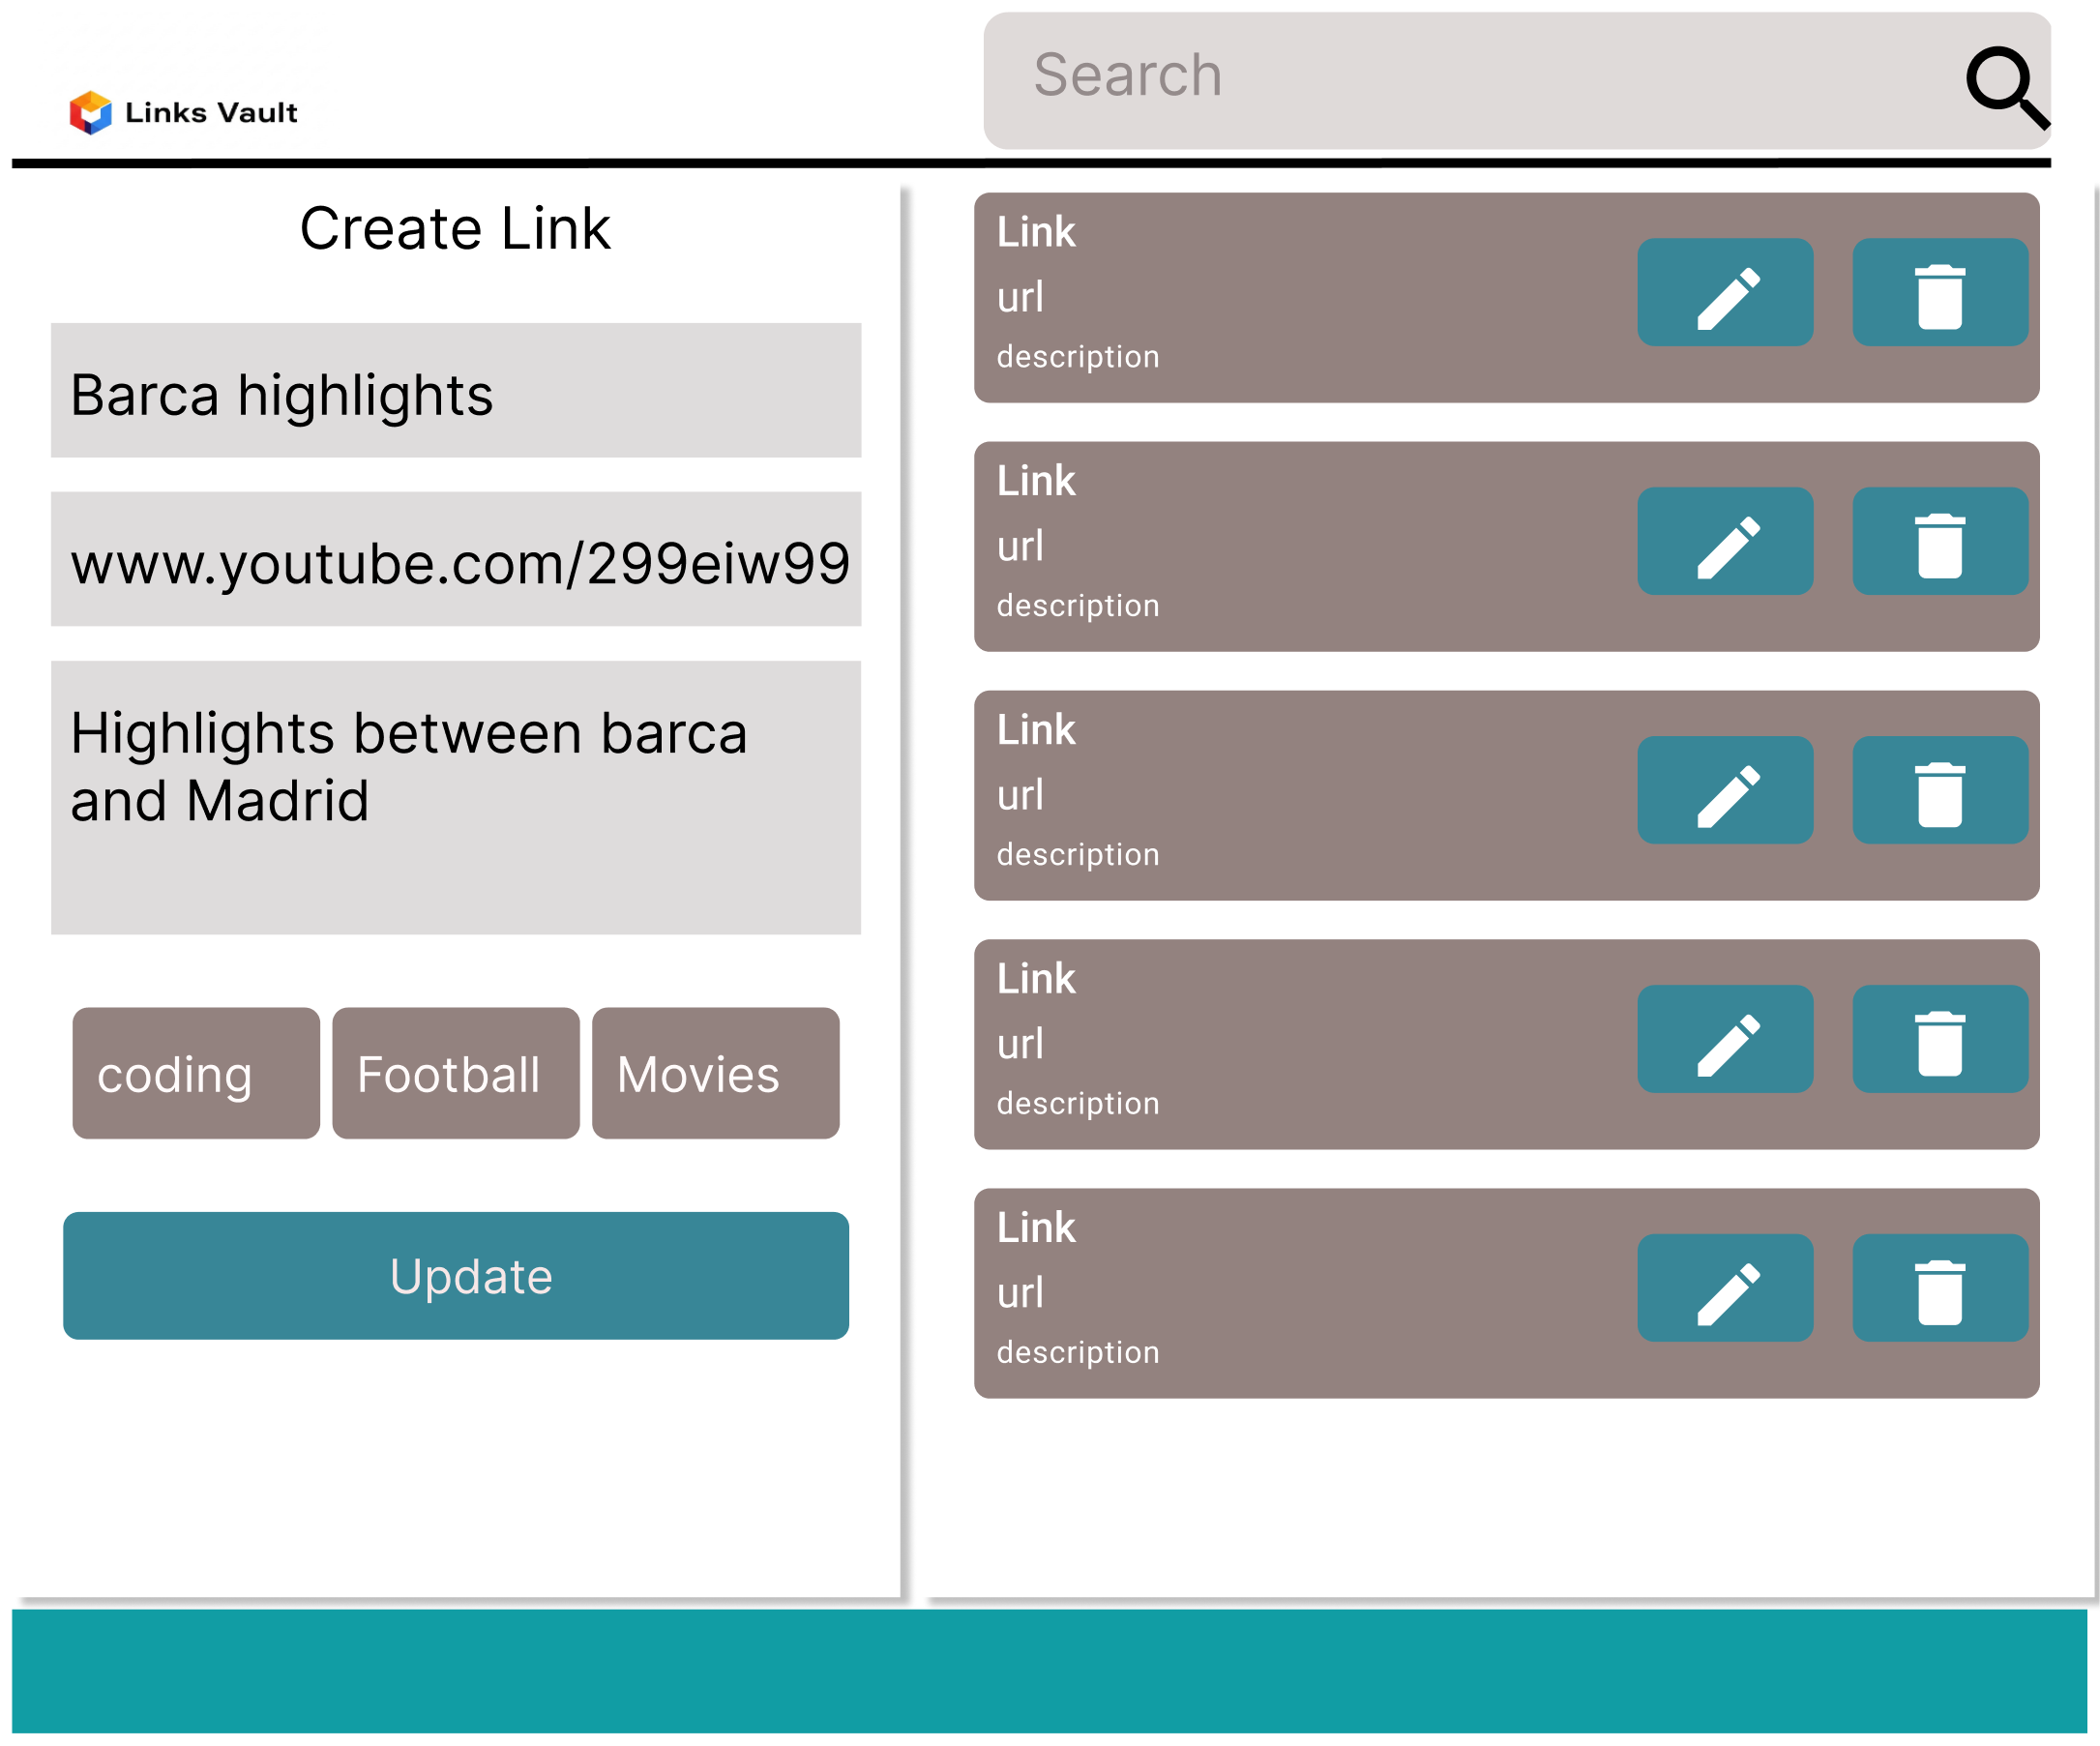 Links Vault
Search
Create Link
Barca highlights
www.youtube.com/299eiw99
Highlights between barca
and Madrid
coding
Football
Movies
Update
Link
url
description
Link
url
description
Link
url
description
Link
url
description
Link
url
description